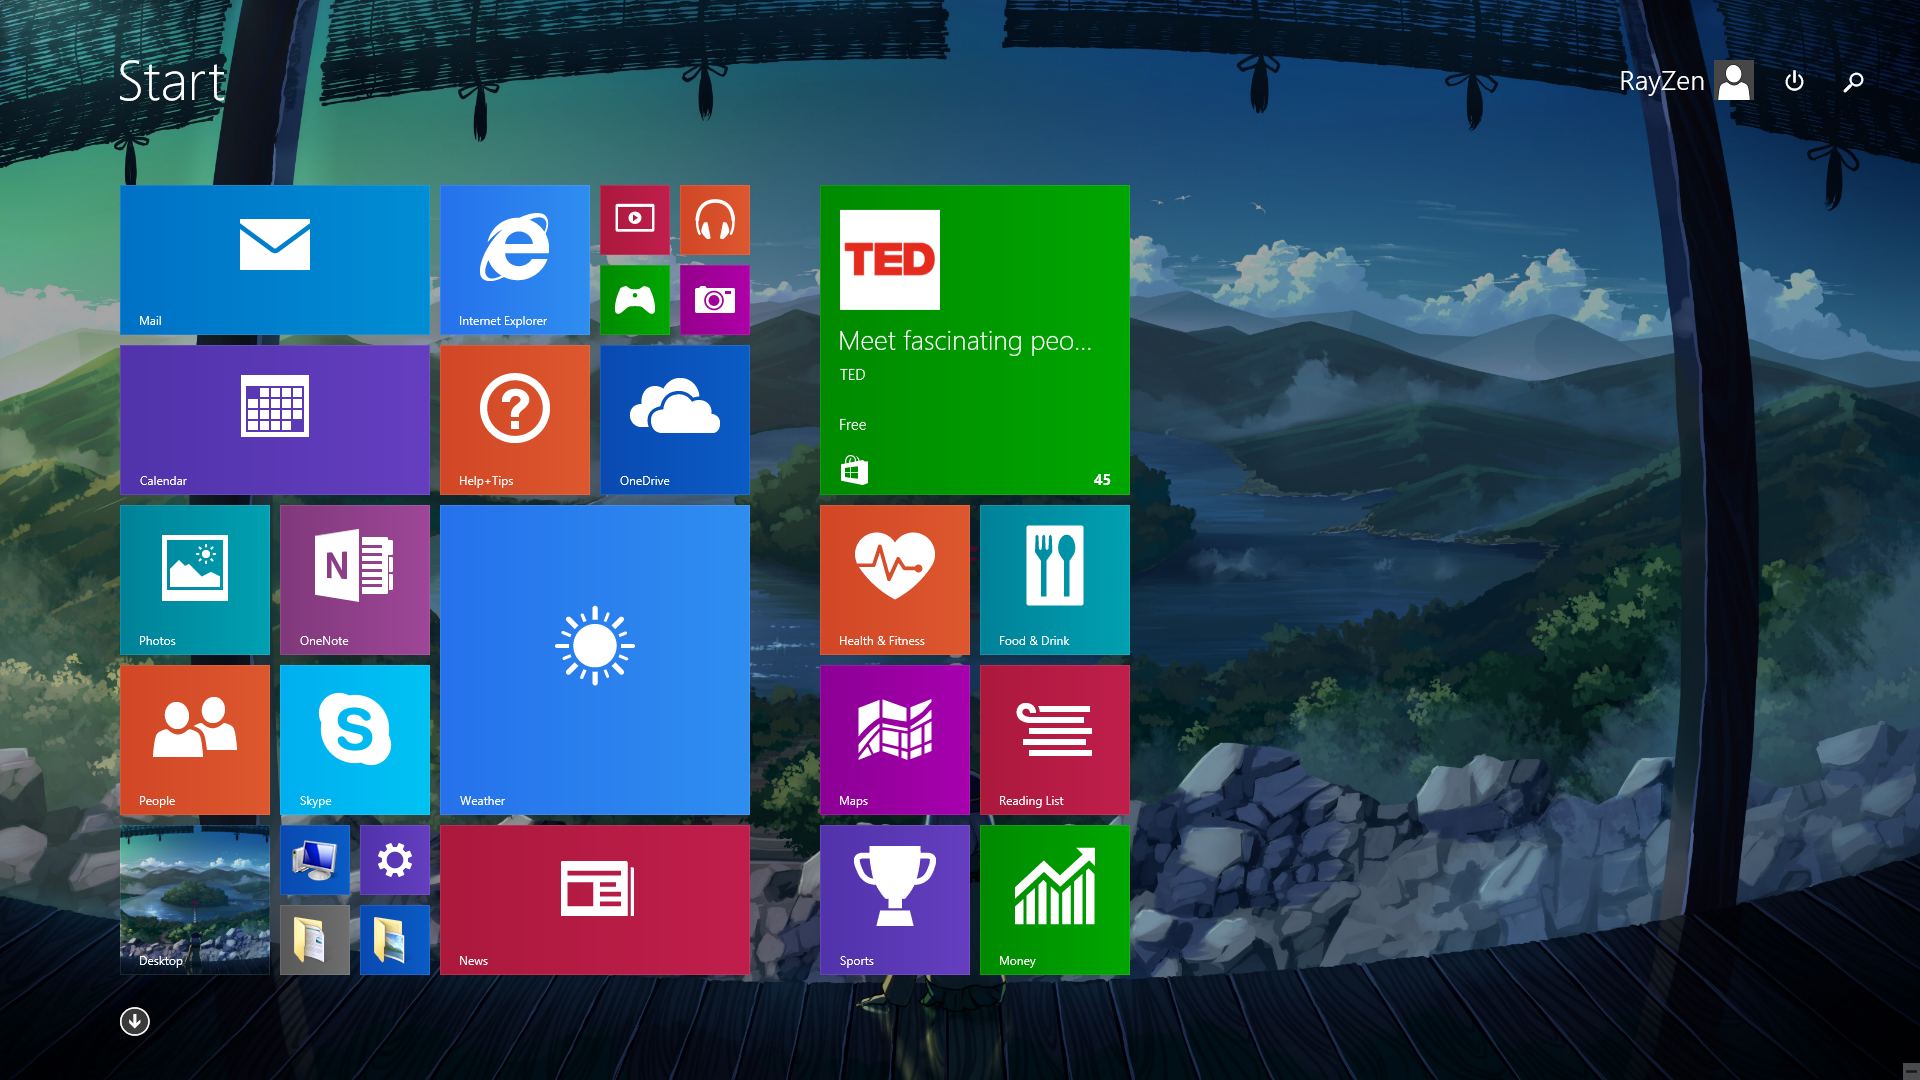 Start
RayZen
Mail
Internet Explorer
TED
Meet fascinating peo...
TED
Free
45
Calendar
Help+Tips
OneDrive
Photos
N
OneNote
Health & Fitness
Food & Drink
People
S
Skype
Weather
Maps
Reading List
Desktop
News
Sports
Money